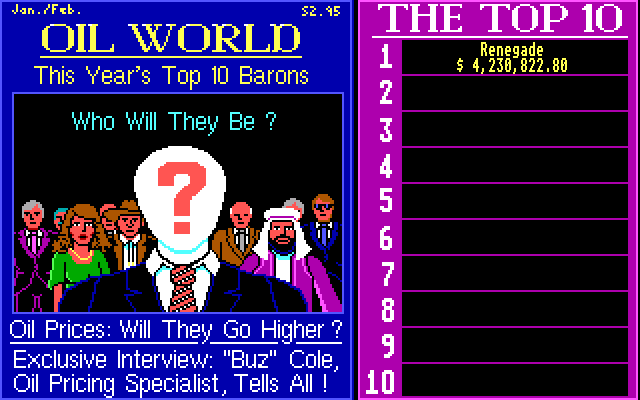 Jan./Feb.
$2.95
OIL WORLD
This Year's Top 10 Barons
Who Will They Be ?
?
Oil Prices: Will They Go Higher ?
Exclusive Interview: "Buz" Cole,
Oil Pricing Specialist, Tells All !
THE TOP 10
1
Renegade
$ 4,230,822.80
2
3
4
5
6
7
8
9
10